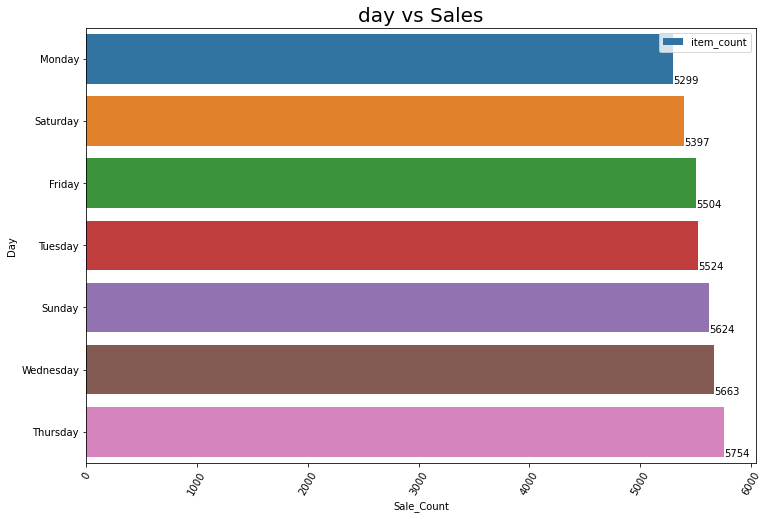 day vs Sales
item_count
Monday
5299
Saturday
5397
Friday
5504
Tuesday
5524
Sunday
5624
Wednesday
5663
Thursday
5754
Day
0
1000
2000
3000
4000
5000
6000
Sale_Count